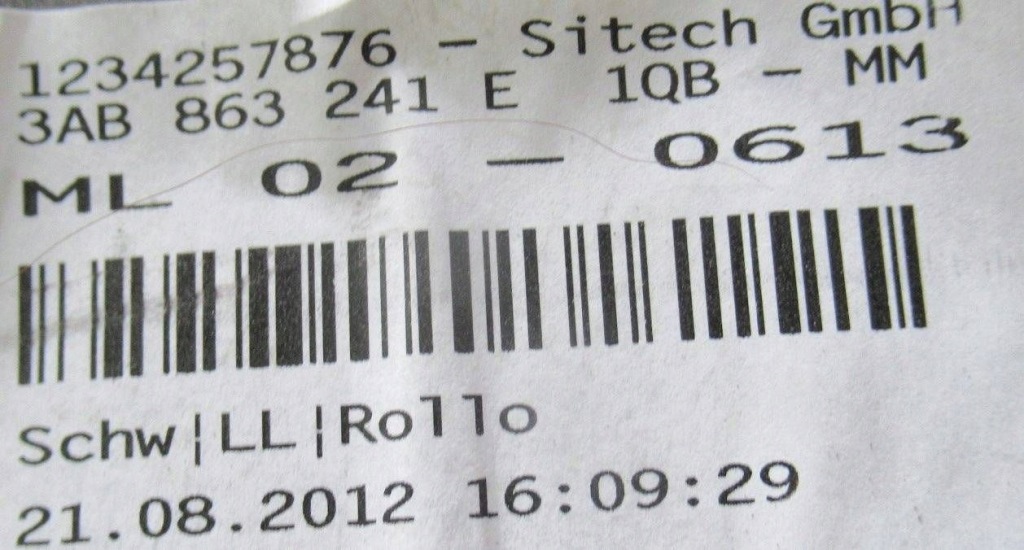 1234257876 - Sitech GmbH
3AB 863 241 E 1QB - MM
ML 02 - 0613
Schw¦LL¦Rollo
21.08.2012 16:09:29